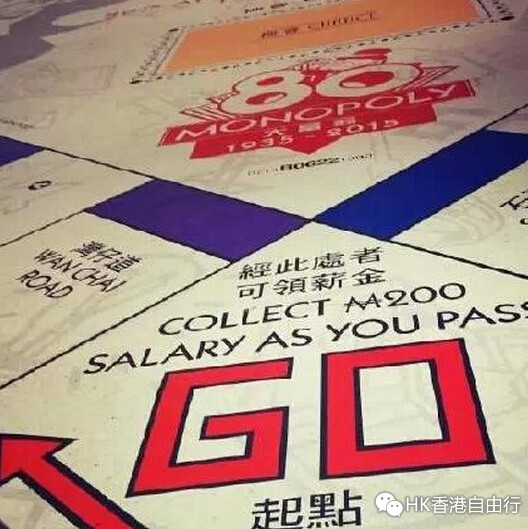 機會 CHANCE
80
MONOPOLY
大富翁
1935 - 2015
灣仔道
WAN CHAI
ROAD
經此處者
可領薪金
COLLECT ₩200
SALARY AS YOU PASS
GO
起點
HK香港自由行